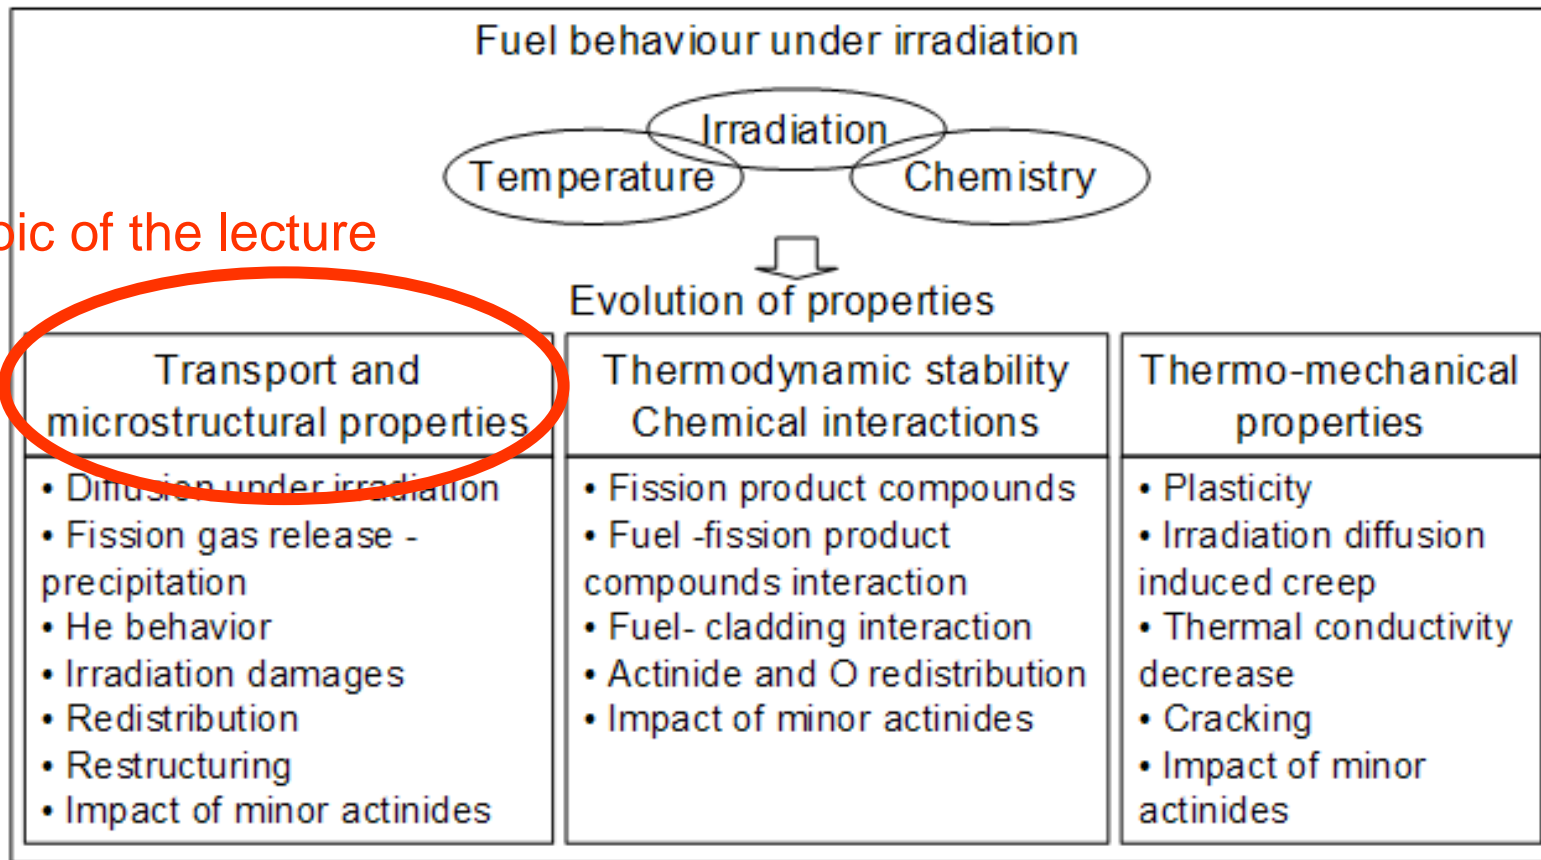 Fuel behaviour under irradiation
Irradiation
Temperature
Chemistry
of the lecture
Evolution of properties
Transport and
microstructural properties
• Diffusion under irradiation
• Fission gas release -
precipitation
• He behavior
• Irradiation damages
• Redistribution
• Restructuring
• Impact of minor actinides
Thermodynamic stability
Chemical interactions
• Fission product compounds
• Fuel -fission product
compounds interaction
• Fuel- cladding interaction
• Actinide and O redistribution
• Impact of minor actinides
Thermo-mechanical
properties
• Plasticity
• Irradiation diffusion
induced creep
• Thermal conductivity
decrease
• Cracking
• Impact of minor
actinides